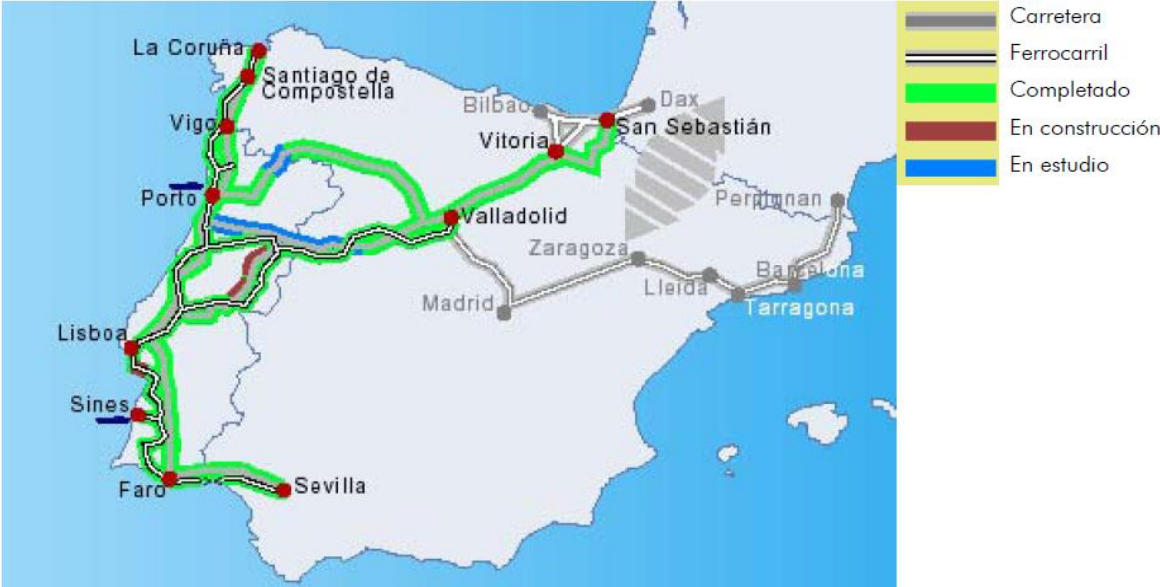 La Coruña
Santiago de
Compostella
Vigo
Porto
Bilbao
Dax
San Sebastián
Vitoria
Valladolid
Perpignan
Zaragoza
Lleida
Barcelona
Tarragona
Madrid
Lisboa
Sines
Faro
Sevilla
Carretera
Ferrocarril
Completado
En construcción
En estudio